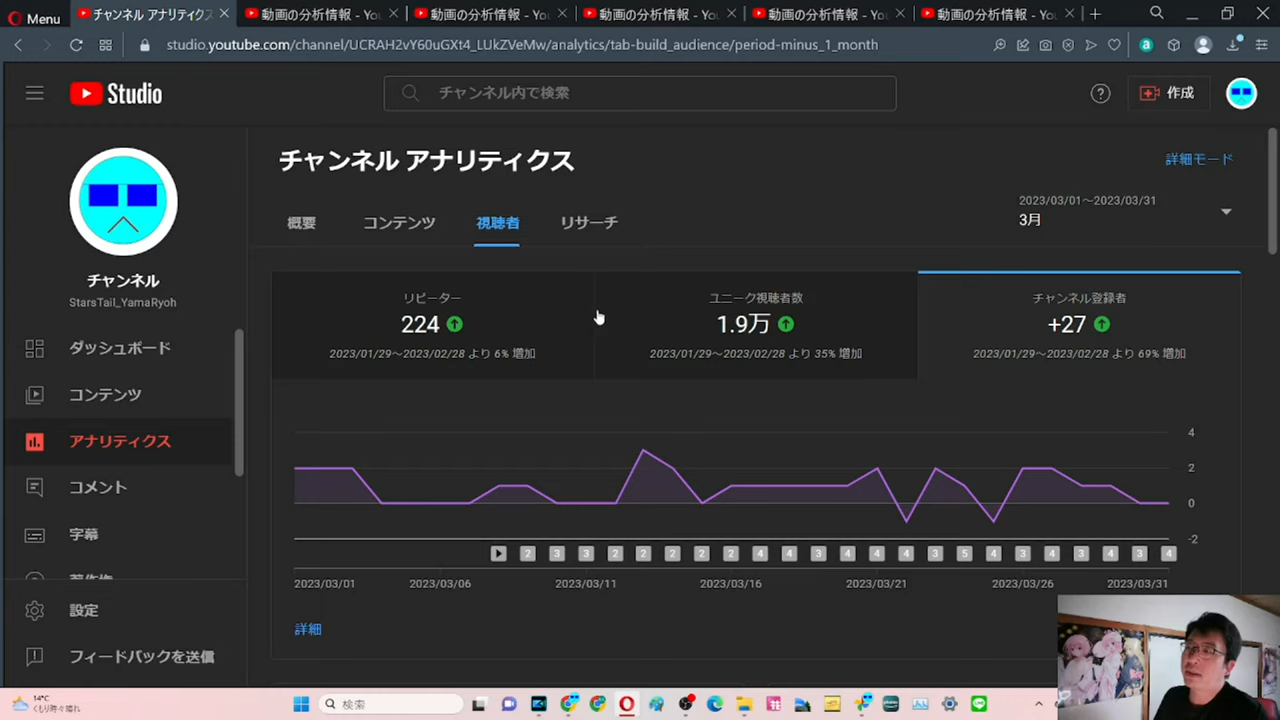 Menu
チャンネル アナリティクス
動画の分析情報 - You
動画の分析情報 - You
動画の分析情報 - You
動画の分析情報 - You
動画の分析情報 - You
studio.youtube.com/channel/UCRAH2vY60uGXt4_LUkZVeMw/analytics/tab-build_audience/period-minus_1_month
Studio
チャンネル内で検索
作成
チャンネル
StarsTail_YamaRyoh
ダッシュボード
コンテンツ
アナリティクス
コメント
字幕
著作権
設定
フィードバックを送信
チャンネル アナリティクス
詳細モード
概要
コンテンツ
視聴者
リサーチ
2023/03/01～2023/03/31
3月
リピーター
224
2023/01/29～2023/02/28 より 6% 増加
ユニーク視聴者数
1.9万
2023/01/29～2023/02/28 より 35% 増加
チャンネル登録者
+27
2023/01/29～2023/02/28 より 69% 増加
4
2
0
-2
2 3 3 2 2 2 2 2 4 4 3 4 4 4 3 5 4 3 4 3 4 3 4
2023/03/01 2023/03/06 2023/03/11 2023/03/16 2023/03/21 2023/03/26 2023/03/31
詳細
14°C
くもり時々晴れ
検索